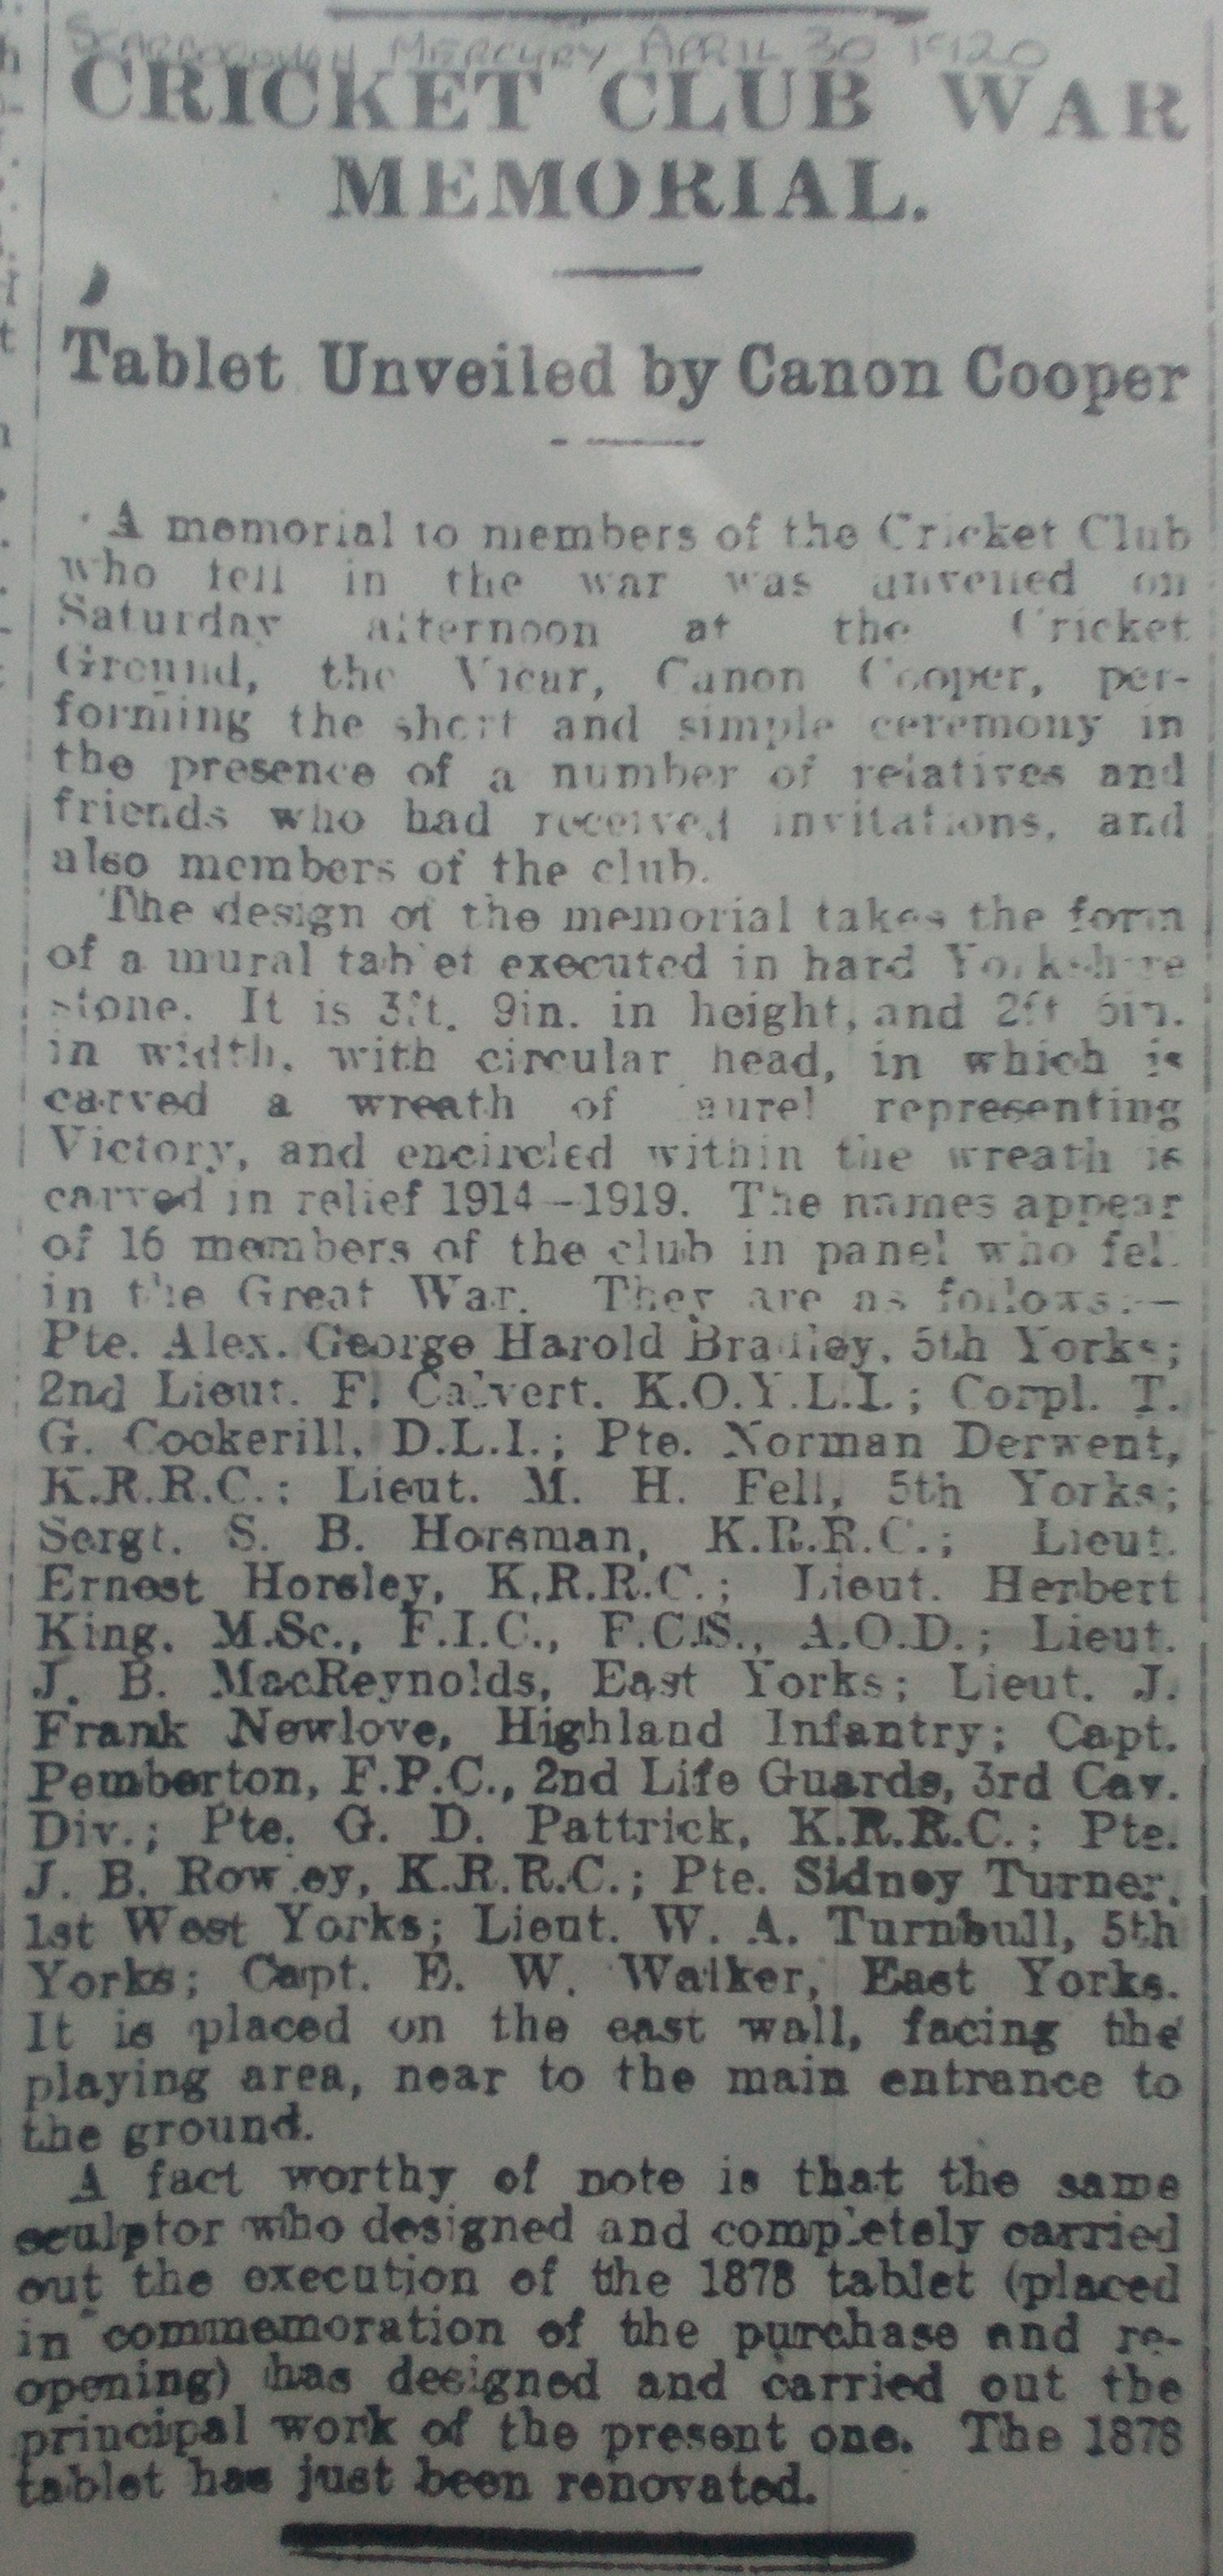 SCARBOROUGH MERCURY APRIL 30 1920
CRICKET CLUB WAR
MEMORIAL.
Tablet Unveiled by Canon Cooper
A memorial to members of the Cricket Club
who fell in the war was unveiled on
Saturday afternoon at the Cricket
Ground, the Vicar, Canon Cooper, per-
forming the short and simple ceremony in
the presence of a number of relatives and
friends who had received invitations, and
also members of the club.
The design of the memorial takes the form
of a mural tablet executed in hard Yorkshire
stone. It is 3ft. 9in. in height, and 2ft 6in.
in width, with circular head, in which is
carved a wreath of laurel representing
Victory, and encircled within the wreath is
carved in relief 1914-1919. The names appear
of 16 members of the club in panel who fell
in the Great War. They are as follows:—
Pte. Alex. George Harold Bradley, 5th Yorks;
2nd Lieut. F. Calvert, K.O.Y.L.I.; Corpl. T.
G. Cockerill, D.L.I.; Pte. Norman Derwent,
K.R.R.C.; Lieut. M. H. Fell, 5th Yorks;
Sergt. S. B. Horsman, K.R.R.C.; Lieut.
Ernest Horsley, K.R.R.C.; Lieut. Herbert
King, M.Sc., F.I.C., F.C.S., A.O.D.; Lieut.
J. B. MacReynolds, East Yorks; Lieut. J.
Frank Newlove, Highland Infantry; Capt.
Pemberton, F.P.C., 2nd Life Guards, 3rd Cav.
Div.; Pte. G. D. Pattrick, K.R.R.C.; Pte.
J. B. Rowley, K.R.R.C.; Pte. Sidney Turner,
1st West Yorks; Lieut. W. A. Turnbull, 5th
Yorks; Capt. E. W. Walker, East Yorks.
It is placed on the east wall, facing the
playing area, near to the main entrance to
the ground.
A fact worthy of note is that the same
sculptor who designed and completely carried
out the execution of the 1878 tablet (placed
in commemoration of the purchase and re-
opening) has designed and carried out the
principal work of the present one. The 1878
tablet has just been renovated.